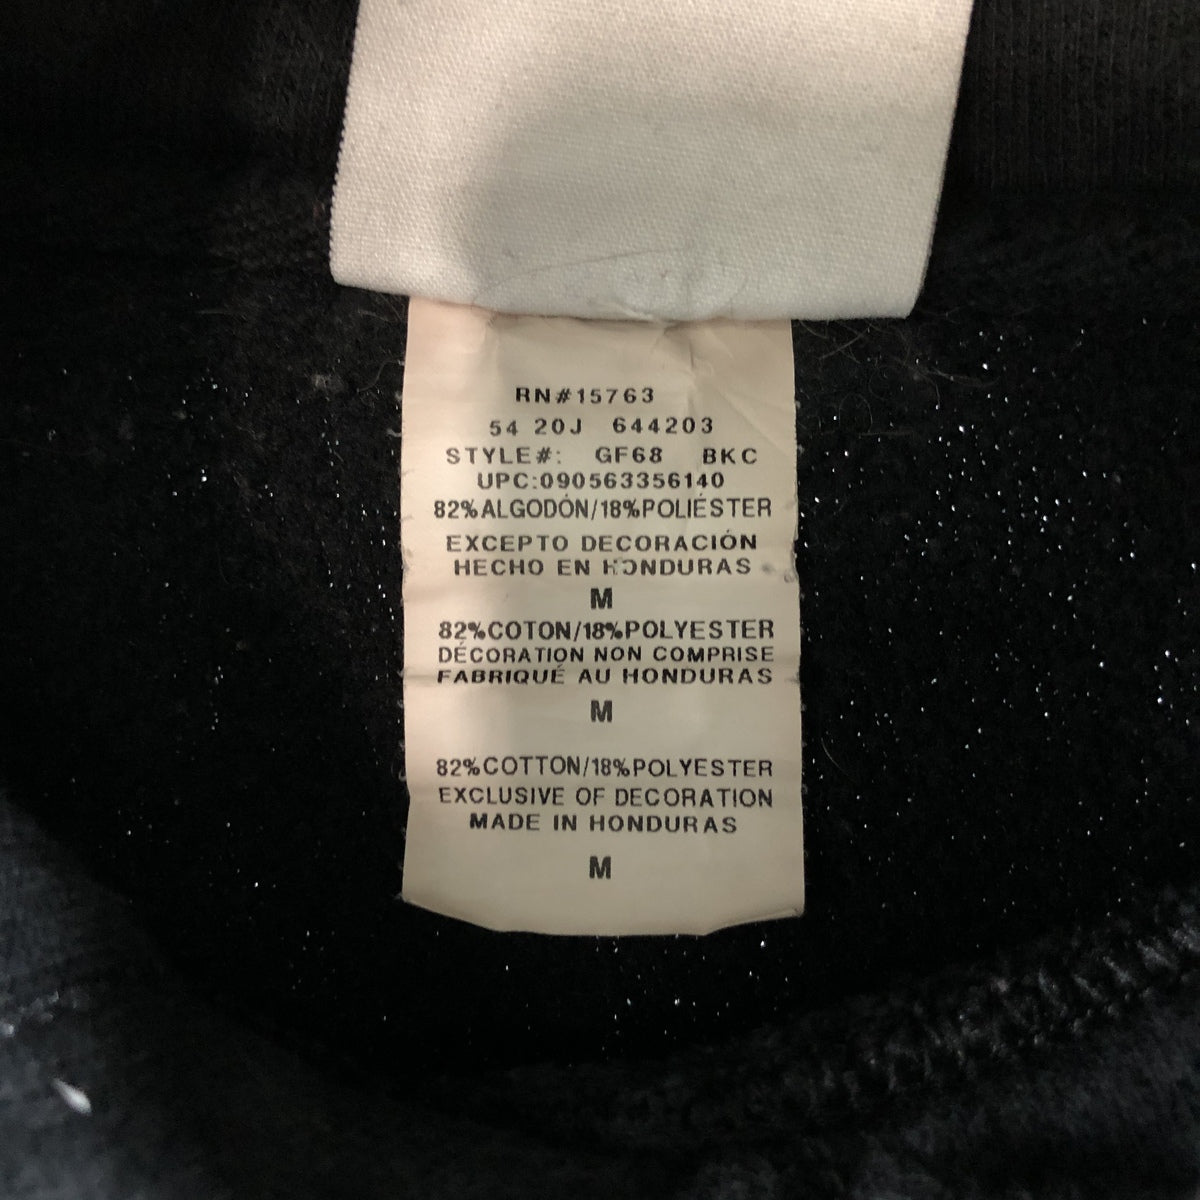 RN#15763
54 20J 644203
STYLE#: GF68 BKC
UPC:090563356140
82%ALGODÓN/18%POLIÉSTER
EXCEPTO DECORACIÓN
HECHO EN HONDURAS
M
82%COTON/18%POLYESTER
DÉCORATION NON COMPRISE
FABRIQUÉ AU HONDURAS
M
82%COTTON/18%POLYESTER
EXCLUSIVE OF DECORATION
MADE IN HONDURAS
M